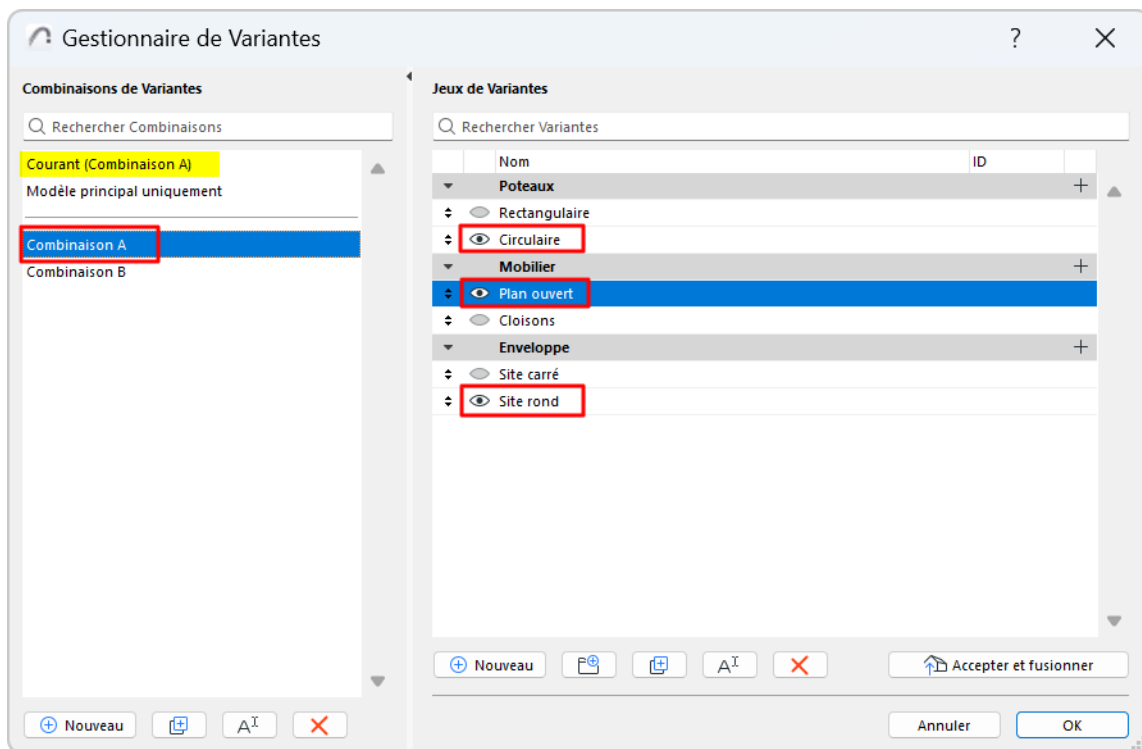 Gestionnaire de Variantes
?
Combinaisons de Variantes
Rechercher Combinaisons
Courant (Combinaison A)
Modèle principal uniquement
Combinaison A
Combinaison B
Nouveau
Jeux de Variantes
Rechercher Variantes
Nom ID
Poteaux
Rectangulaire
Circulaire
Mobilier
Plan ouvert
Cloisons
Enveloppe
Site carré
Site rond
Nouveau
Accepter et fusionner
Annuler OK